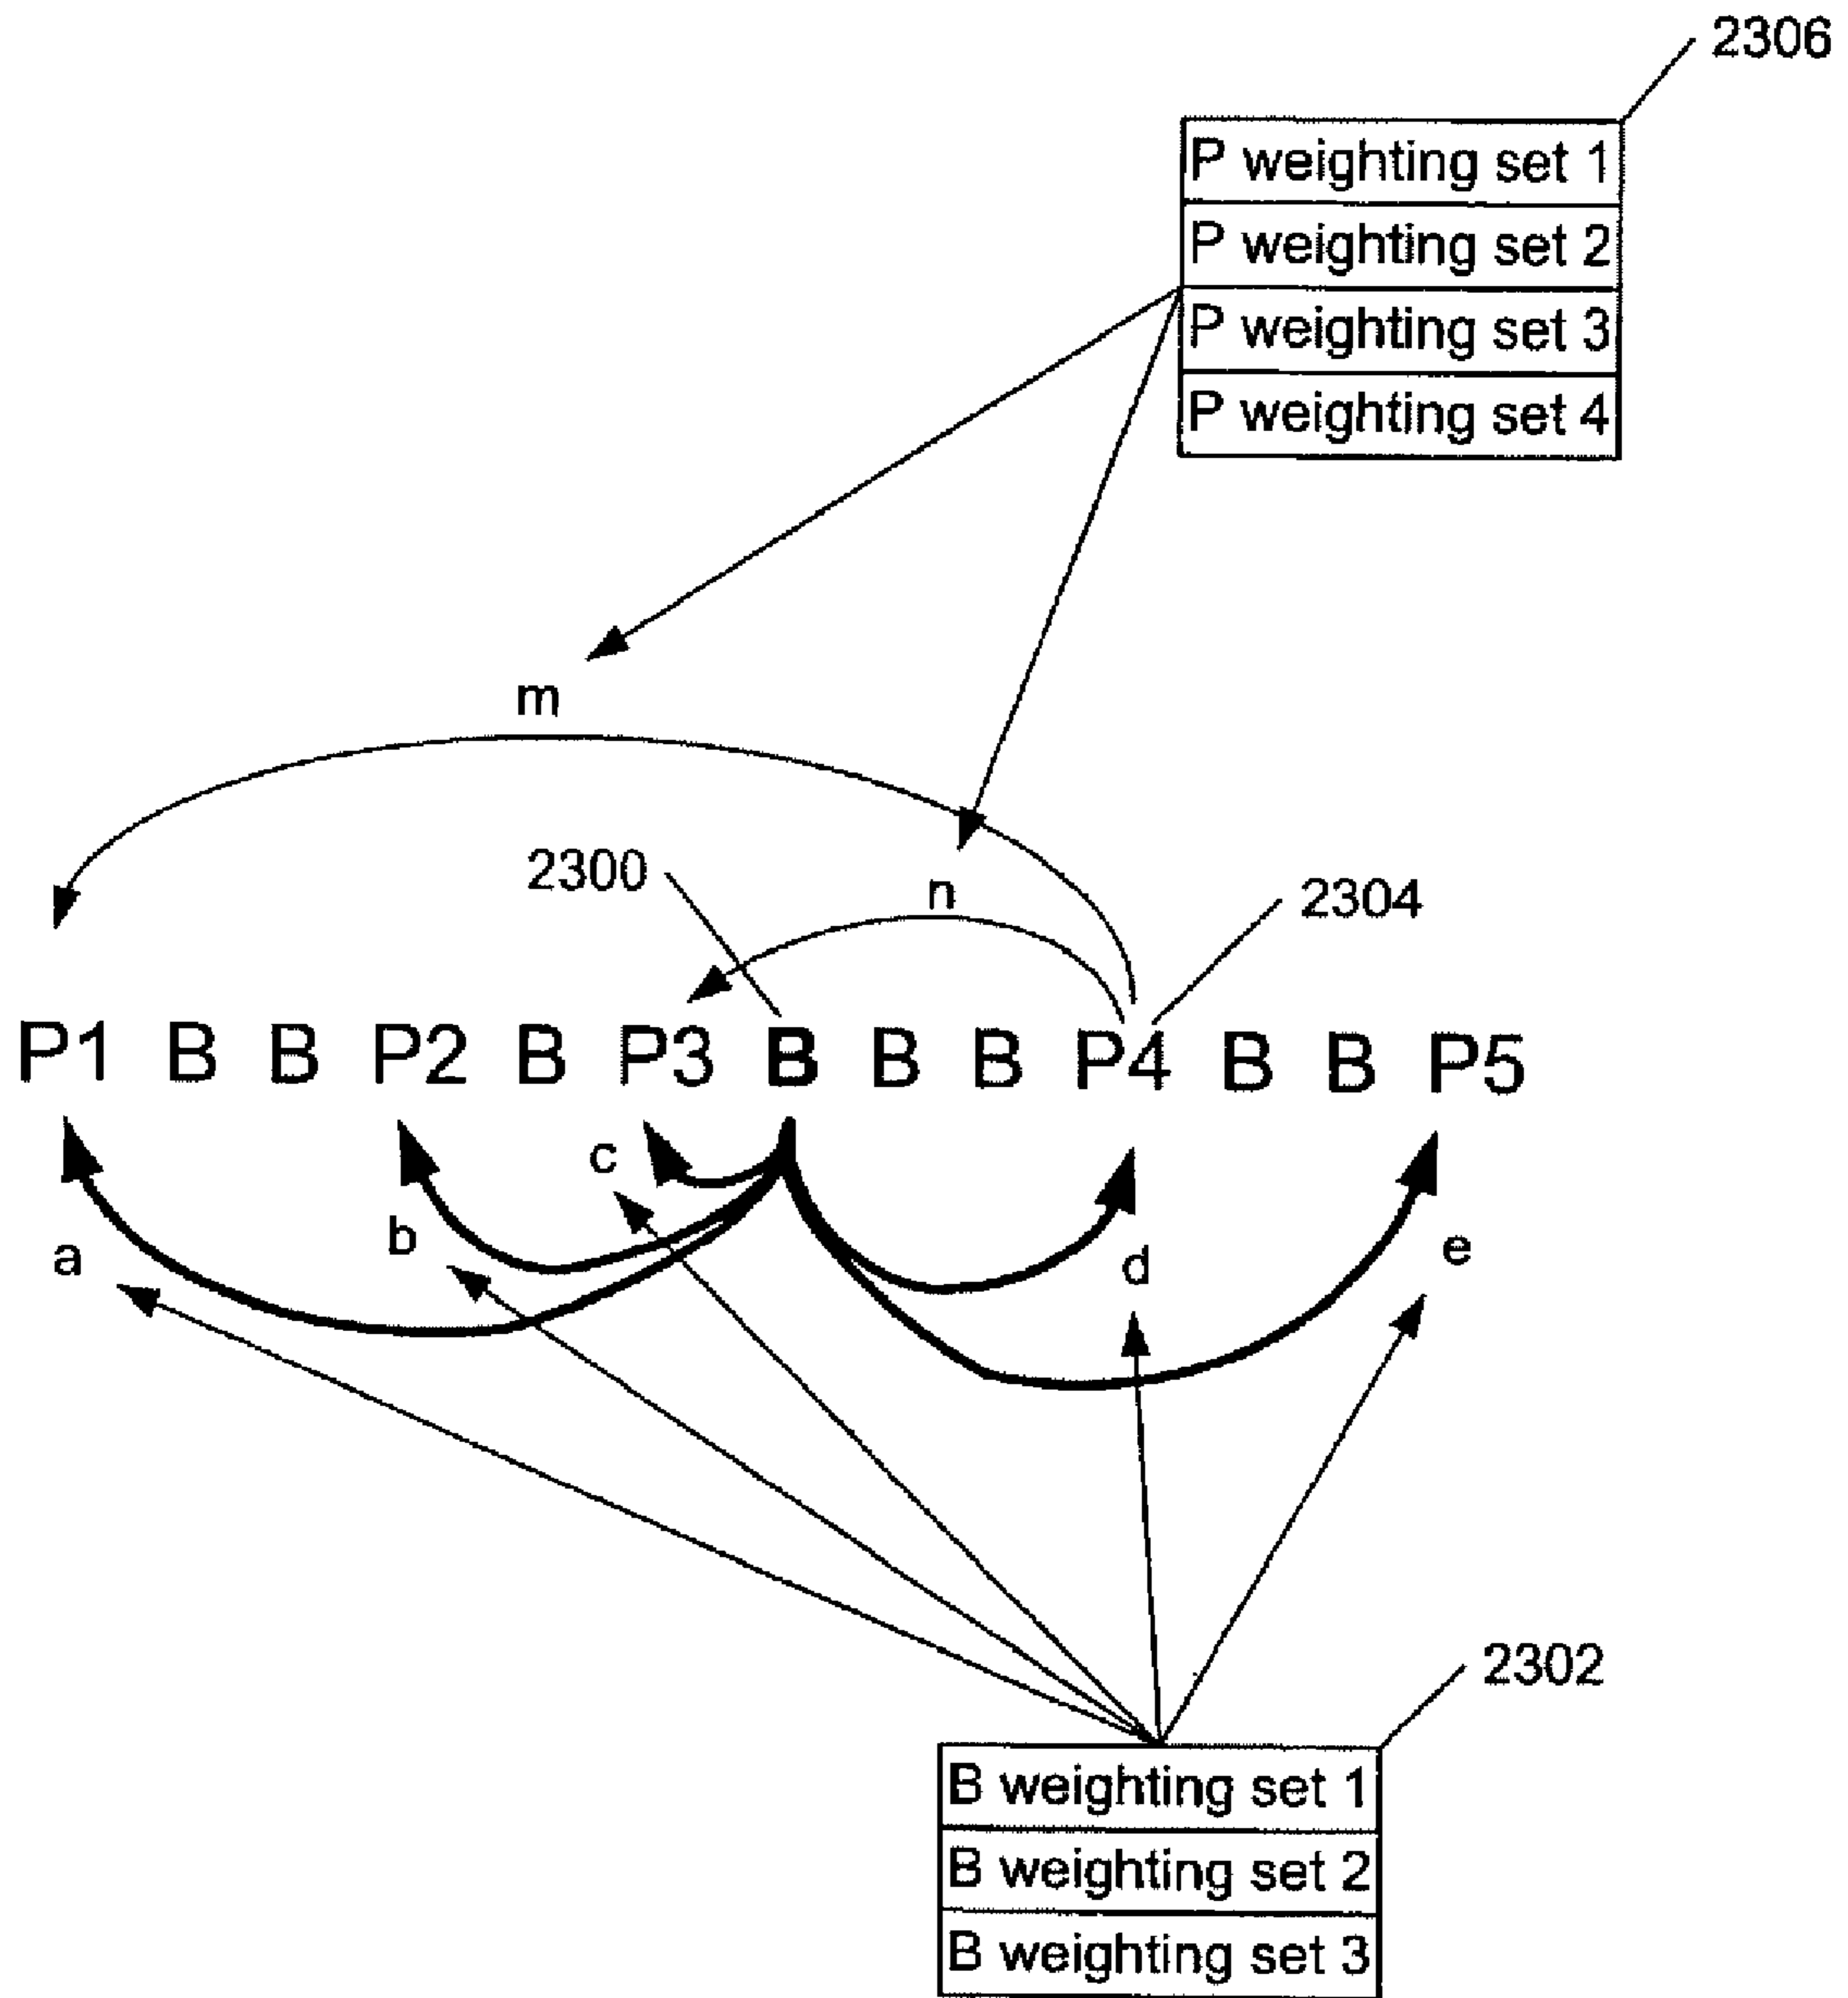 2306
P weighting set 1
P weighting set 2
P weighting set 3
P weighting set 4
m
2300
n
2304
P1 B B P2 B P3 B B B P4 B B P5
c
a
b
d
e
2302
B weighting set 1
B weighting set 2
B weighting set 3